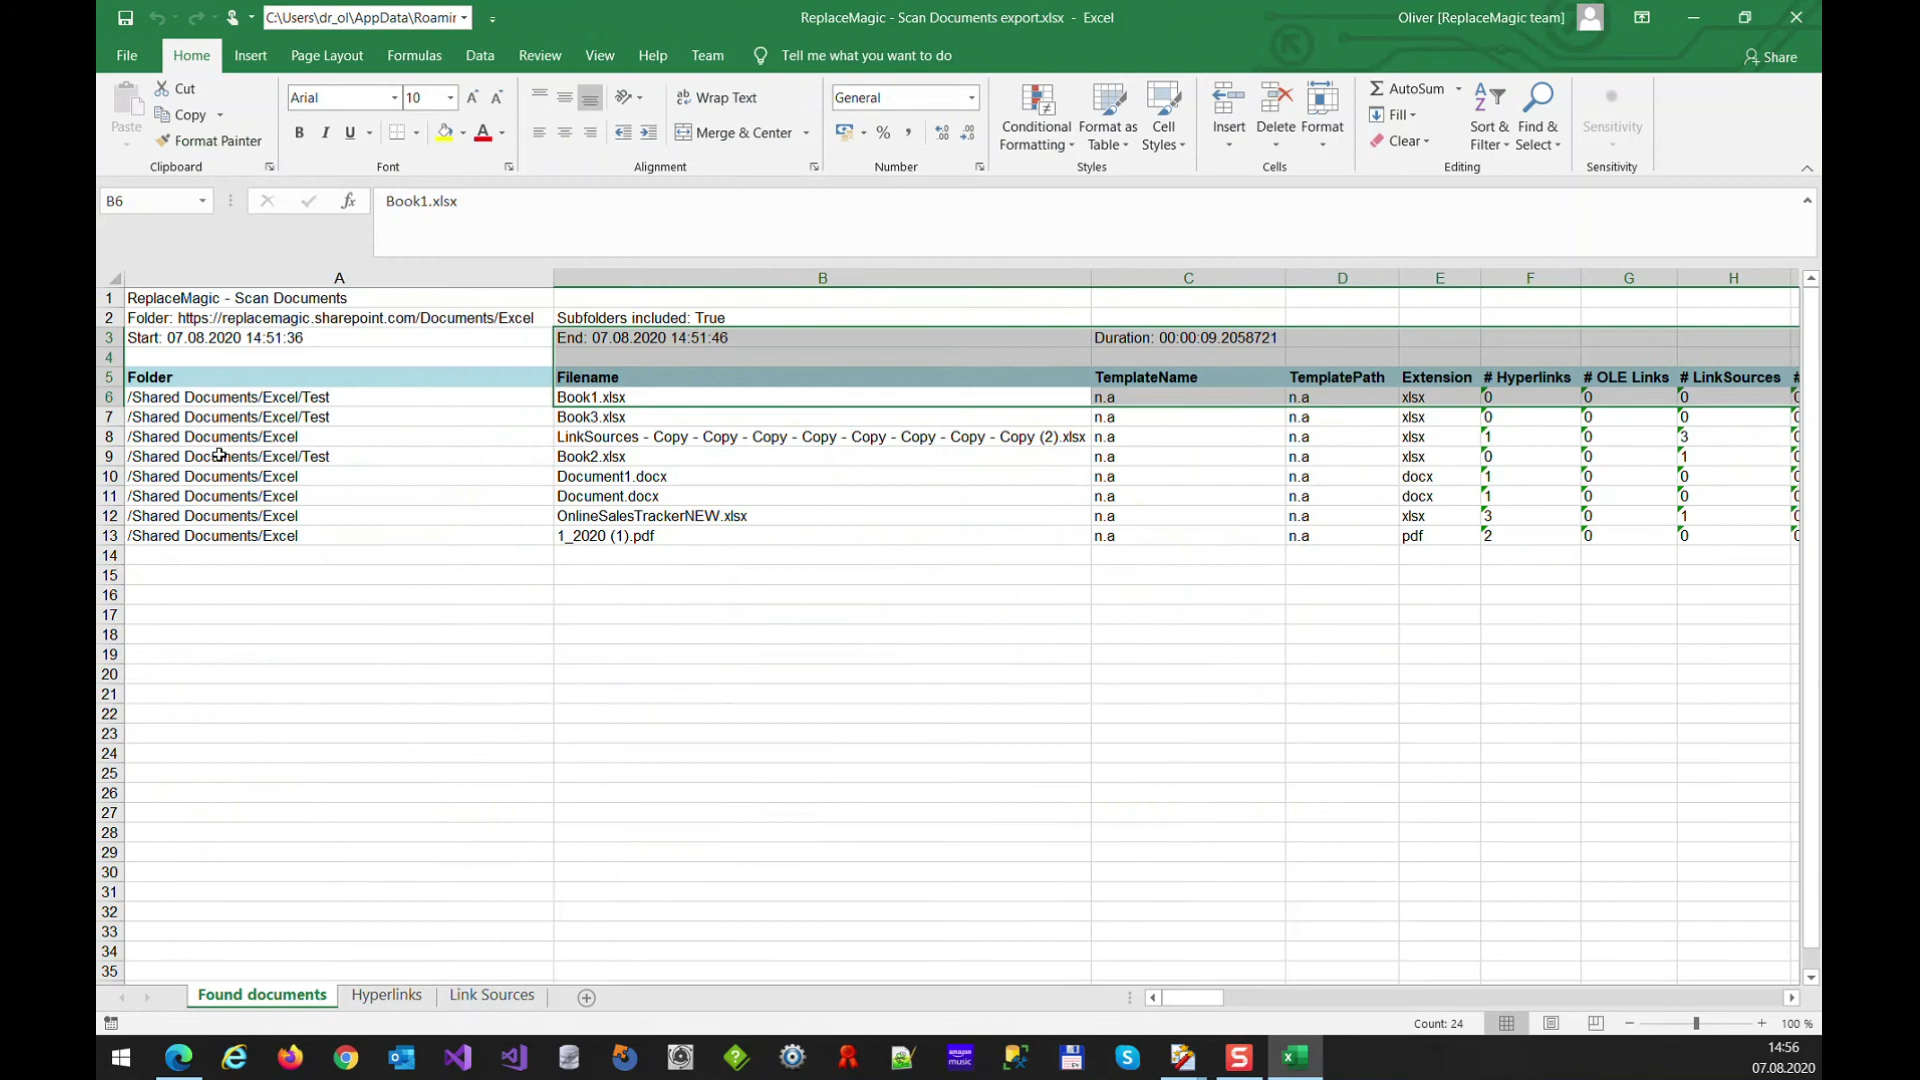 C:\Users\dr_ol\AppData\Roamir
ReplaceMagic - Scan Documents export.xlsx - Excel
Oliver [ReplaceMagic team]
File Home Insert Page Layout Formulas Data Review View Help Team Tell me what you want to do Share
Paste
Cut
Copy
Format Painter
Clipboard
Arial 10
B I U
Font
Wrap Text
Merge & Center
Alignment
General
Number
Conditional Formatting
Format as Table
Cell Styles
Styles
Insert Delete Format
Cells
AutoSum
Fill
Clear
Sort & Filter
Find & Select
Editing
Sensitivity
Sensitivity
B6 fx Book1.xlsx
A B C D E F G H
1 ReplaceMagic - Scan Documents
2 Folder: https://replacemagic.sharepoint.com/Documents/Excel Subfolders included: True
3 Start: 07.08.2020 14:51:36 End: 07.08.2020 14:51:46 Duration: 00:00:09.2058721
4
5 Folder Filename TemplateName TemplatePath Extension # Hyperlinks # OLE Links # LinkSources #
6 /Shared Documents/Excel/Test Book1.xlsx n.a n.a xlsx 0 0 0 0
7 /Shared Documents/Excel/Test Book3.xlsx n.a n.a xlsx 0 0 0 0
8 /Shared Documents/Excel LinkSources - Copy - Copy - Copy - Copy - Copy - Copy - Copy - Copy (2).xlsx n.a n.a xlsx 1 0 3 0
9 /Shared Documents/Excel/Test Book2.xlsx n.a n.a xlsx 0 0 1 0
10 /Shared Documents/Excel Document1.docx n.a n.a docx 1 0 0 0
11 /Shared Documents/Excel Document.docx n.a n.a docx 1 0 0 0
12 /Shared Documents/Excel OnlineSalesTrackerNEW.xlsx n.a n.a xlsx 3 0 1 0
13 /Shared Documents/Excel 1_2020 (1).pdf n.a n.a pdf 2 0 0 0
14
15
16
17
18
19
20
21
22
23
24
25
26
27
28
29
30
31
32
33
34
35
Found documents Hyperlinks Link Sources
Count: 24 100 %
amazon music
14:56
07.08.2020